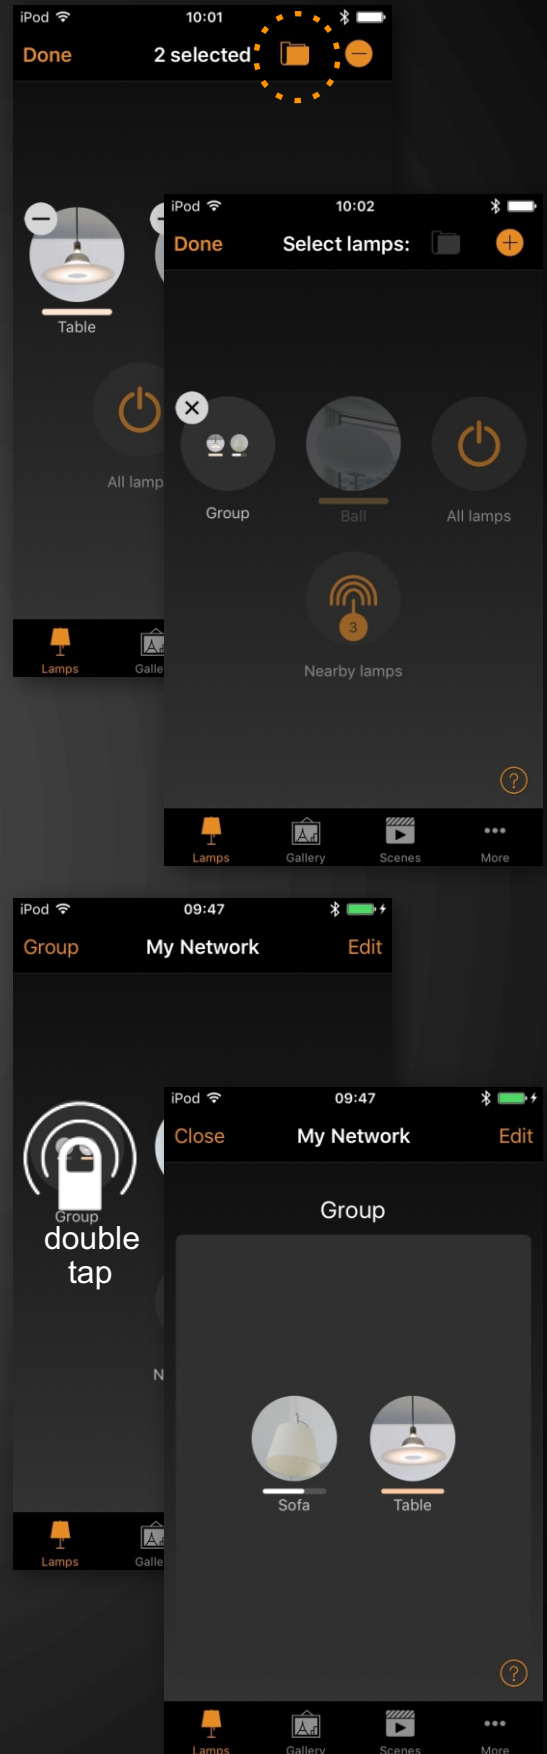 iPod 10:01
Done 2 selected
Table
All lamp
Lamps Galle
iPod 10:02
Done Select lamps:
Group Ball All lamps
3
Nearby lamps
?
Lamps Gallery Scenes More
iPod 09:47
Group My Network Edit
Group
double
tap
N
Lamps Galle
iPod 09:47
Close My Network Edit
Group
Sofa Table
?
Lamps Gallery Scenes More